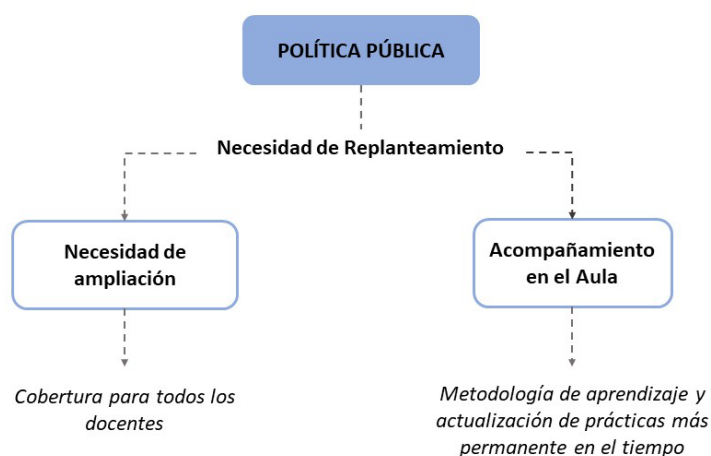 POLÍTICA PÚBLICA
Necesidad de Replanteamiento
Necesidad de
ampliación
Acompañamiento
en el Aula
Cobertura para todos los
docentes
Metodología de aprendizaje y
actualización de prácticas más
permanente en el tiempo